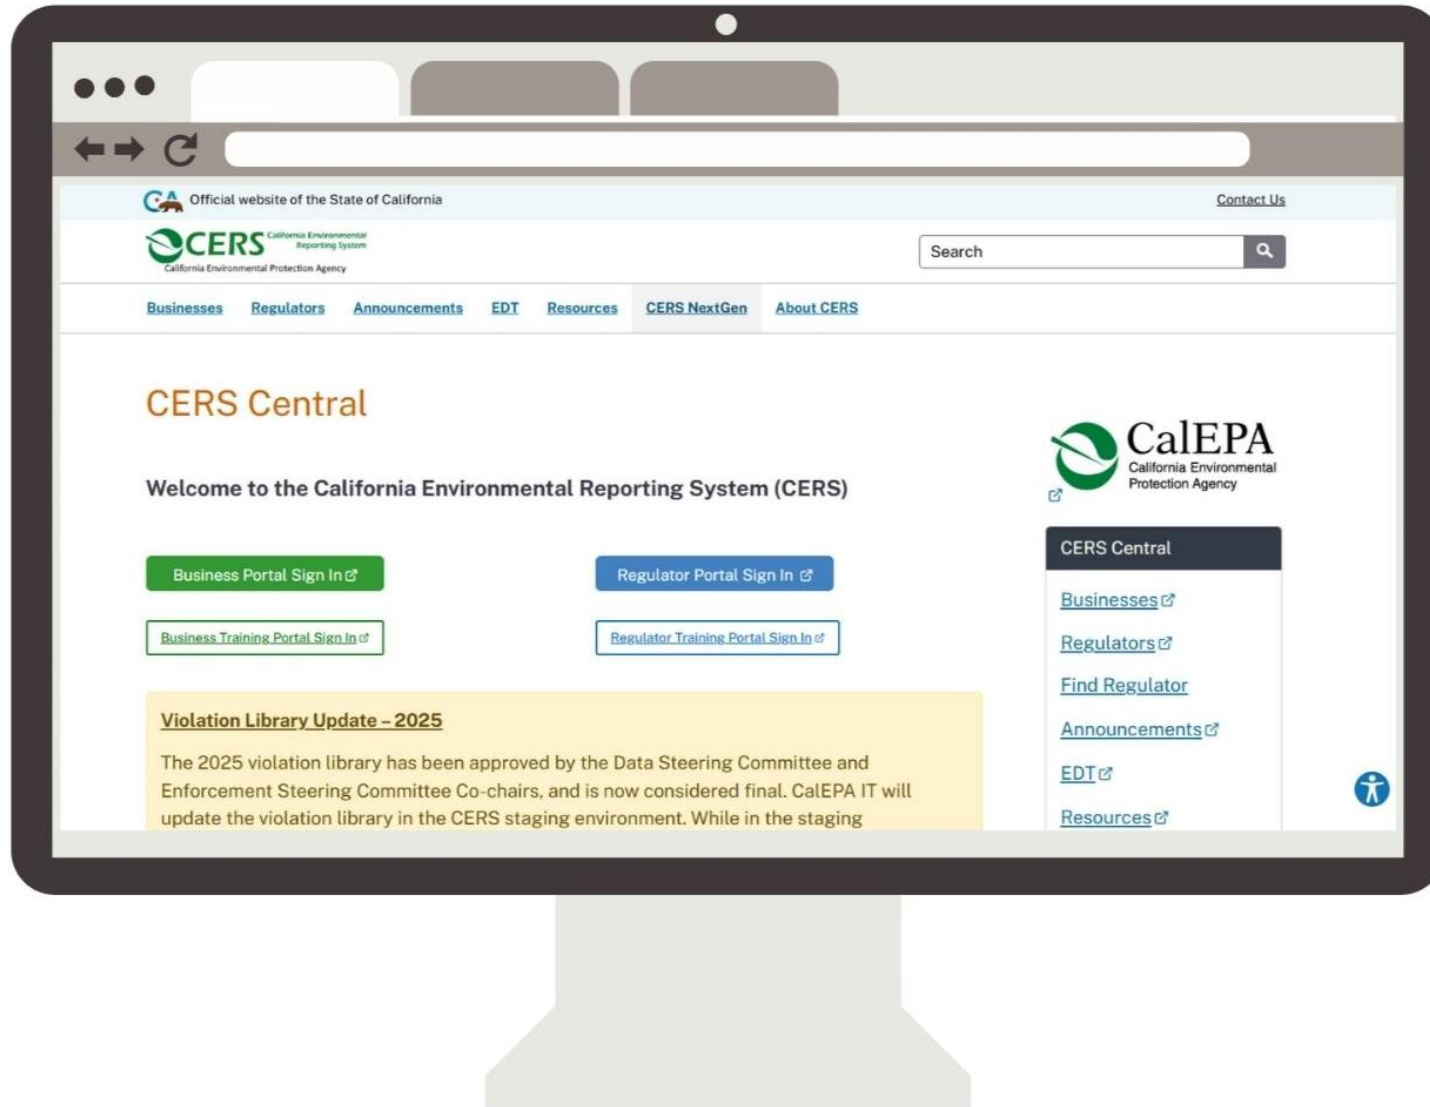 Official website of the State of California
Contact Us
CERS California Environmental
Reporting System
California Environmental Protection Agency
Search
Businesses Regulators Announcements EDT Resources CERS NextGen About CERS
CERS Central
Welcome to the California Environmental Reporting System (CERS)
Business Portal Sign In
Regulator Portal Sign In
Business Training Portal Sign In
Regulator Training Portal Sign In
Violation Library Update – 2025
The 2025 violation library has been approved by the Data Steering Committee and
Enforcement Steering Committee Co-chairs, and is now considered final. CalEPA IT will
update the violation library in the CERS staging environment. While in the staging
CalEPA
California Environmental
Protection Agency
CERS Central
Businesses
Regulators
Find Regulator
Announcements
EDT
Resources